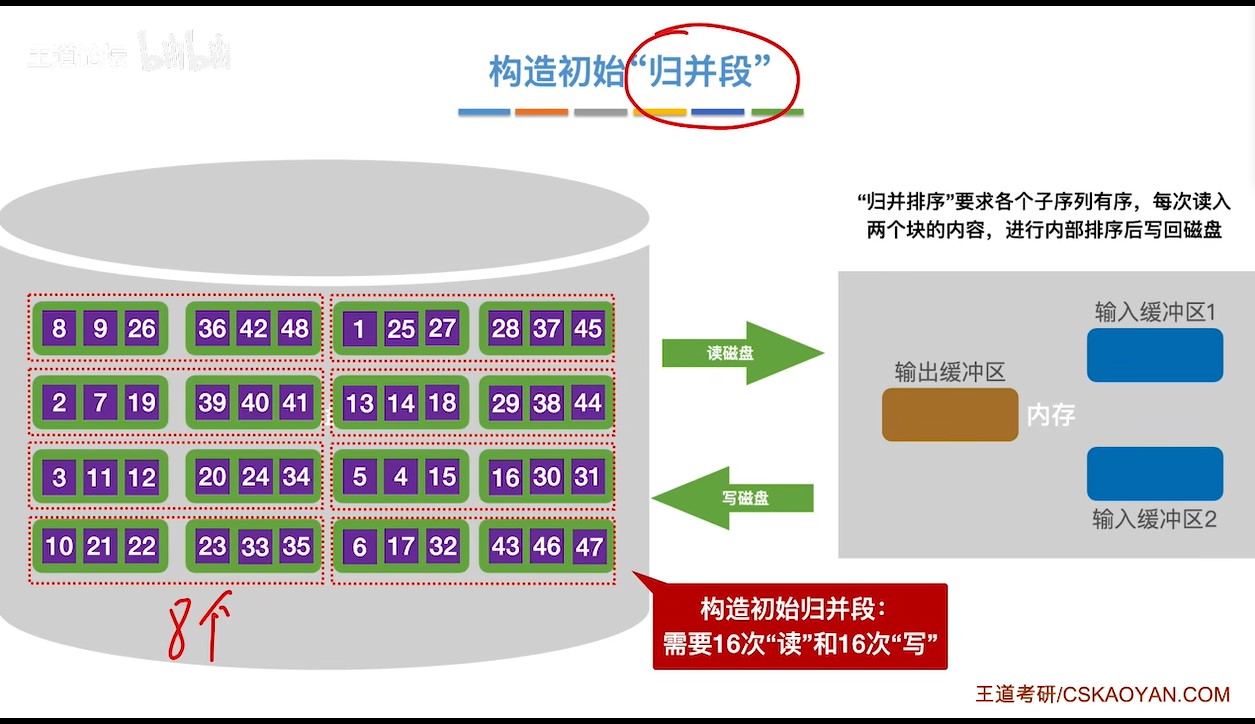 王道论坛 bilibili
构造初始“归并段”
“归并排序”要求各个子序列有序，每次读入
两个块的内容，进行内部排序后写回磁盘
8 9 26 36 42 48 1 25 27 28 37 45
2 7 19 39 40 41 13 14 18 29 38 44
3 11 12 20 24 34 5 4 15 16 30 31
10 21 22 23 33 35 6 17 32 43 46 47
8个
读磁盘
写磁盘
输入缓冲区1
输出缓冲区
内存
输入缓冲区2
构造初始归并段：
需要16次“读”和16次“写”
王道考研/CSKAOYAN.COM